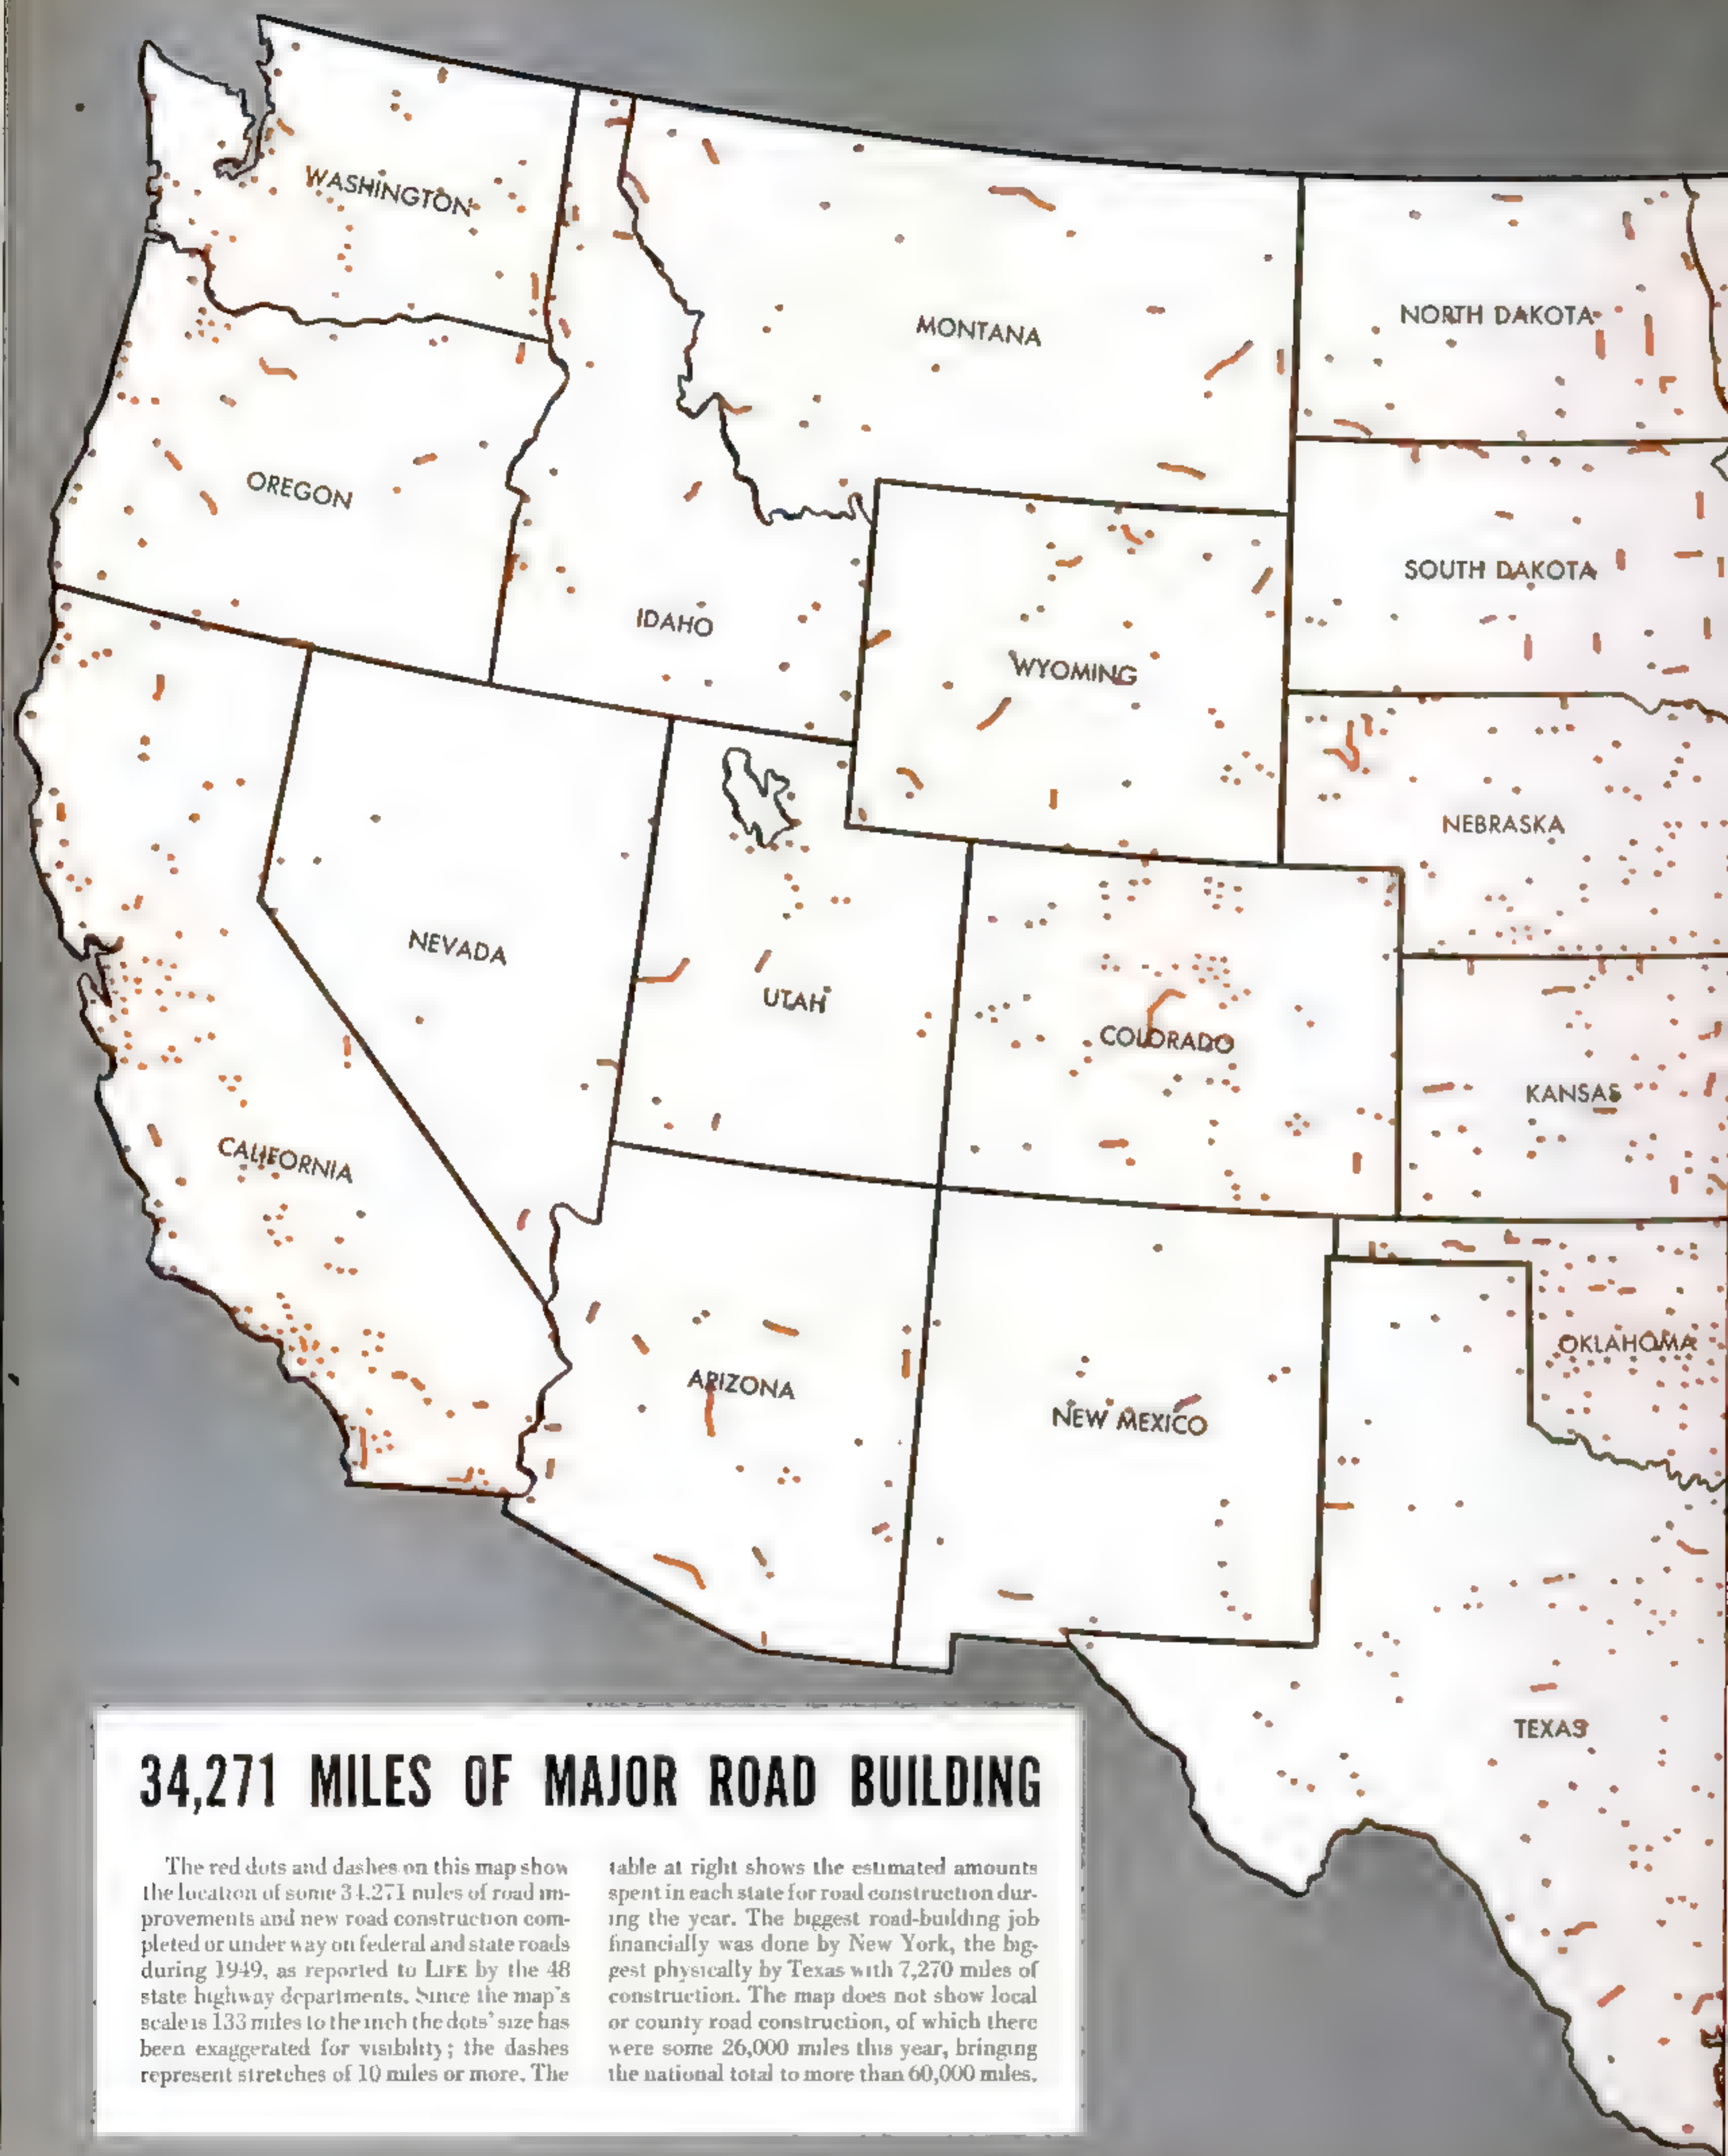 WASHINGTON
MONTANA
NORTH DAKOTA
OREGON
IDAHO
WYOMING
SOUTH DAKOTA
NEBRASKA
NEVADA
UTAH
COLORADO
KANSAS
CALIFORNIA
ARIZONA
NEW MEXICO
OKLAHOMA
TEXAS
34,271 MILES OF MAJOR ROAD BUILDING
The red dots and dashes on this map show
the location of some 34,271 miles of road im-
provements and new road construction com-
pleted or under way on federal and state roads
during 1949, as reported to LIFE by the 48
state highway departments. Since the map's
scale is 133 miles to the inch the dots' size has
been exaggerated for visibility; the dashes
represent stretches of 10 miles or more. The
table at right shows the estimated amounts
spent in each state for road construction dur-
ing the year. The biggest road-building job
financially was done by New York, the big-
gest physically by Texas with 7,270 miles of
construction. The map does not show local
or county road construction, of which there
were some 26,000 miles this year, bringing
the national total to more than 60,000 miles.